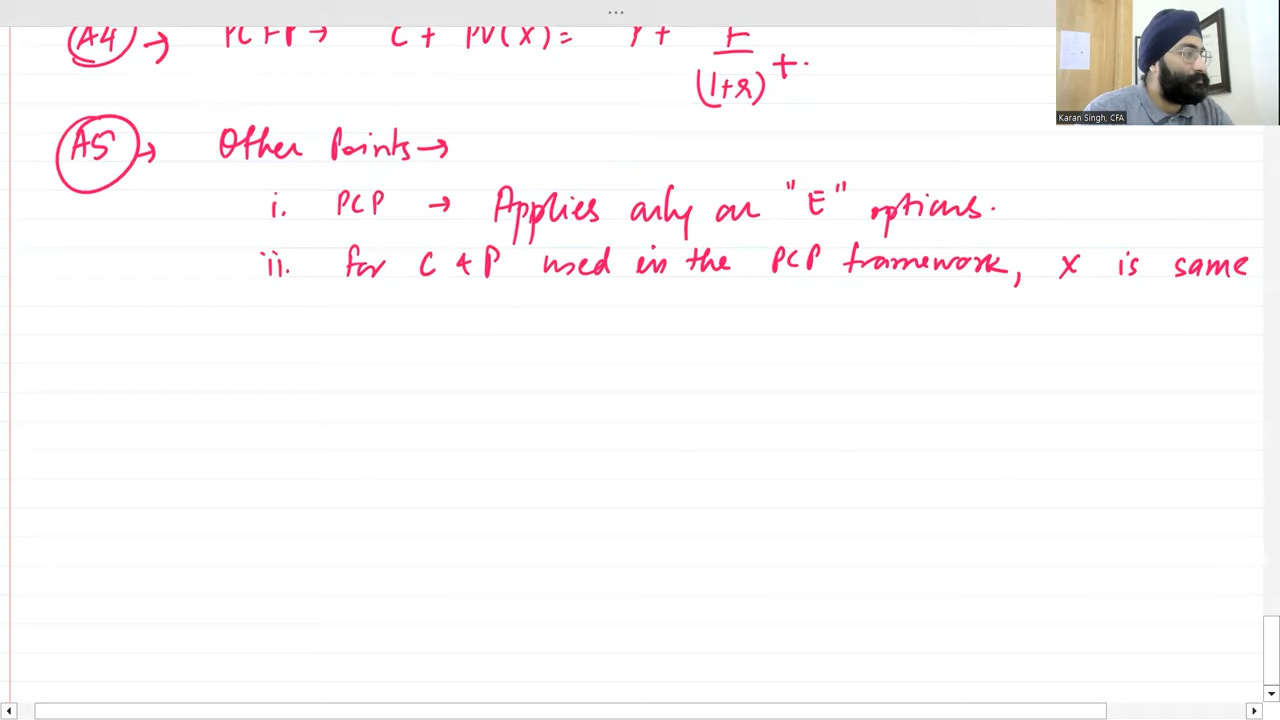 A4 → PCFP → C + PV(X) = P + F
(1+r) +.
Karan Singh, CFA
A5 → Other Points →
i. PCP → Applies only on "E" options.
ii. for C & P used in the PCP framework, X is same